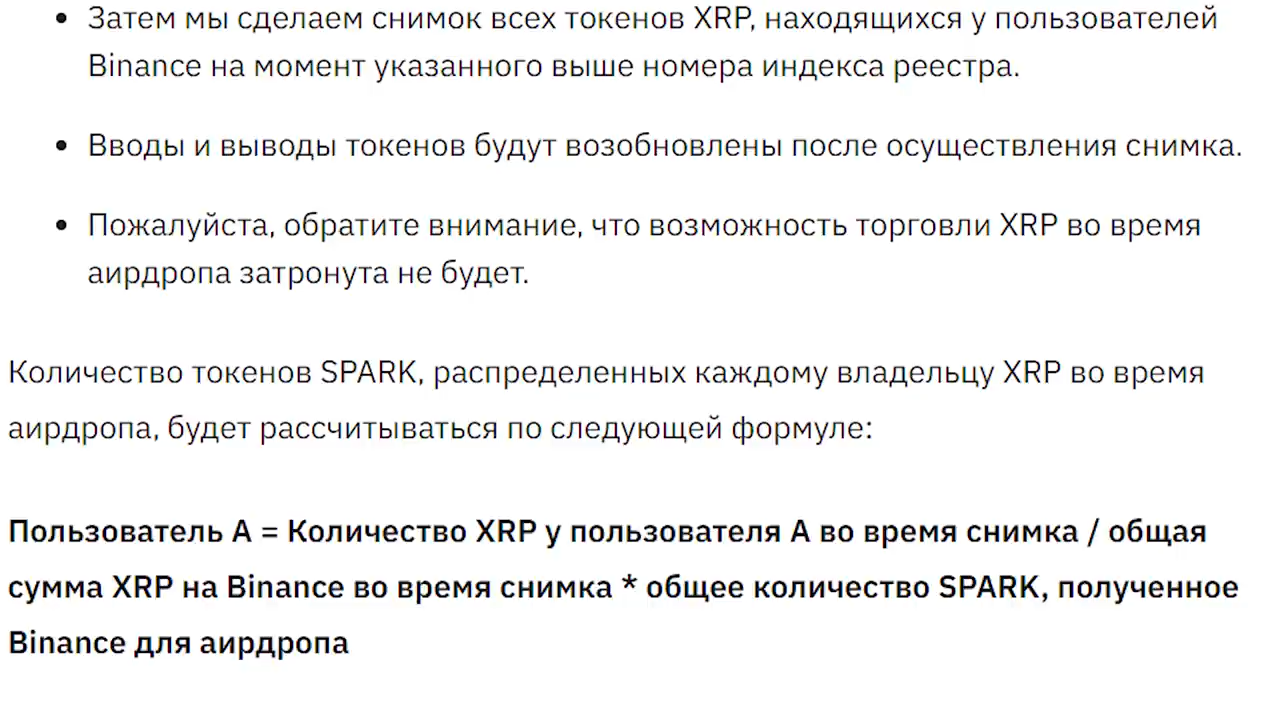 • Затем мы сделаем снимок всех токенов XRP, находящихся у пользователей
Binance на момент указанного выше номера индекса реестра.
• Вводы и выводы токенов будут возобновлены после осуществления снимка.
• Пожалуйста, обратите внимание, что возможность торговли XRP во время
аирдропа затронута не будет.
Количество токенов SPARK, распределенных каждому владельцу XRP во время
аирдропа, будет рассчитываться по следующей формуле:
Пользователь А = Количество XRP у пользователя А во время снимка / общая
сумма XRP на Binance во время снимка * общее количество SPARK, полученное
Binance для аирдропа